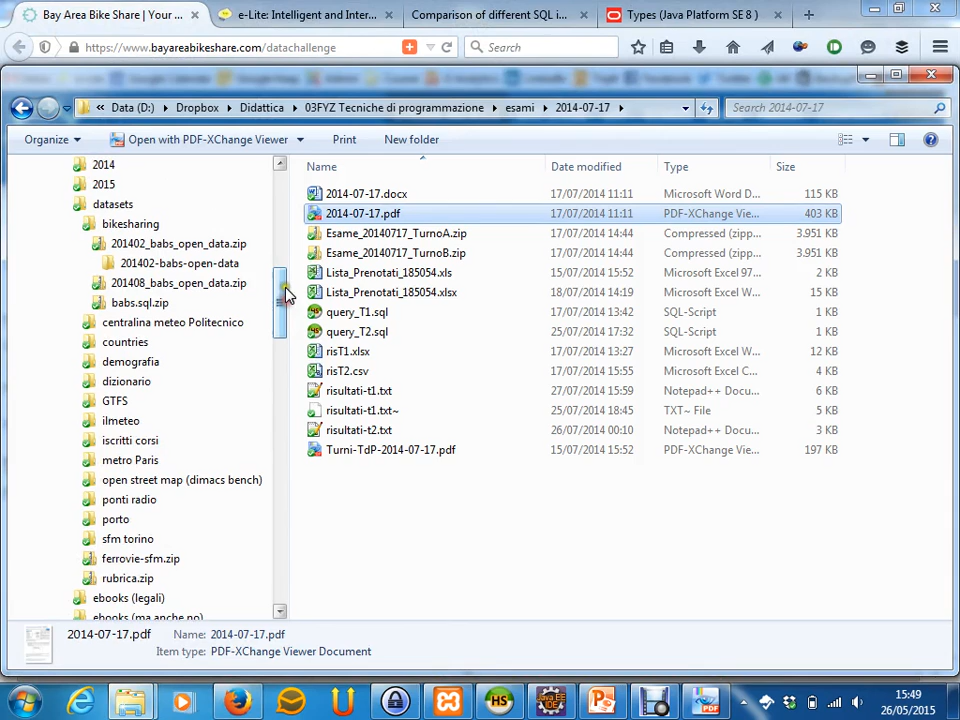 Bay Area Bike Share | Your ...
e-Lite: Intelligent and Inter...
Comparison of different SQL i...
Types (Java Platform SE 8 )
https://www.bayareabikeshare.com/datachallenge
Search
Data (D:)
Dropbox
Didattica
03FYZ Tecniche di programmazione
esami
2014-07-17
Search 2014-07-17
Organize
Open with PDF-XChange Viewer
Print
New folder
2014
2015
datasets
bikesharing
201402_babs_open_data.zip
201402-babs-open-data
201408_babs_open_data.zip
babs.sql.zip
centralina meteo Politecnico
countries
demografia
dizionario
GTFS
ilmeteo
iscritti corsi
metro Paris
open street map (dimacs bench)
ponti radio
porto
sfm torino
ferrovie-sfm.zip
rubrica.zip
ebooks (legali)
ebooks (ma anche no)
Name Date modified Type Size
2014-07-17.docx 17/07/2014 11:11 Microsoft Word D... 115 KB
2014-07-17.pdf 17/07/2014 11:11 PDF-XChange Vie... 403 KB
Esame_20140717_TurnoA.zip 17/07/2014 14:44 Compressed (zipp... 3.951 KB
Esame_20140717_TurnoB.zip 17/07/2014 14:44 Compressed (zipp... 3.951 KB
Lista_Prenotati_185054.xls 15/07/2014 15:52 Microsoft Excel 97... 2 KB
Lista_Prenotati_185054.xlsx 18/07/2014 14:19 Microsoft Excel W... 15 KB
query_T1.sql 17/07/2014 13:42 SQL-Script 1 KB
query_T2.sql 25/07/2014 17:32 SQL-Script 1 KB
risT1.xlsx 17/07/2014 13:27 Microsoft Excel W... 12 KB
risT2.csv 17/07/2014 15:55 Microsoft Excel C... 4 KB
risultati-t1.txt 27/07/2014 15:59 Notepad++ Docu... 6 KB
risultati-t1.txt~ 25/07/2014 18:45 TXT~ File 5 KB
risultati-t2.txt 26/07/2014 00:10 Notepad++ Docu... 3 KB
Turni-TdP-2014-07-17.pdf 15/07/2014 15:52 PDF-XChange Vie... 197 KB
2014-07-17.pdf Name: 2014-07-17.pdf
Item type: PDF-XChange Viewer Document
15:49
26/05/2015